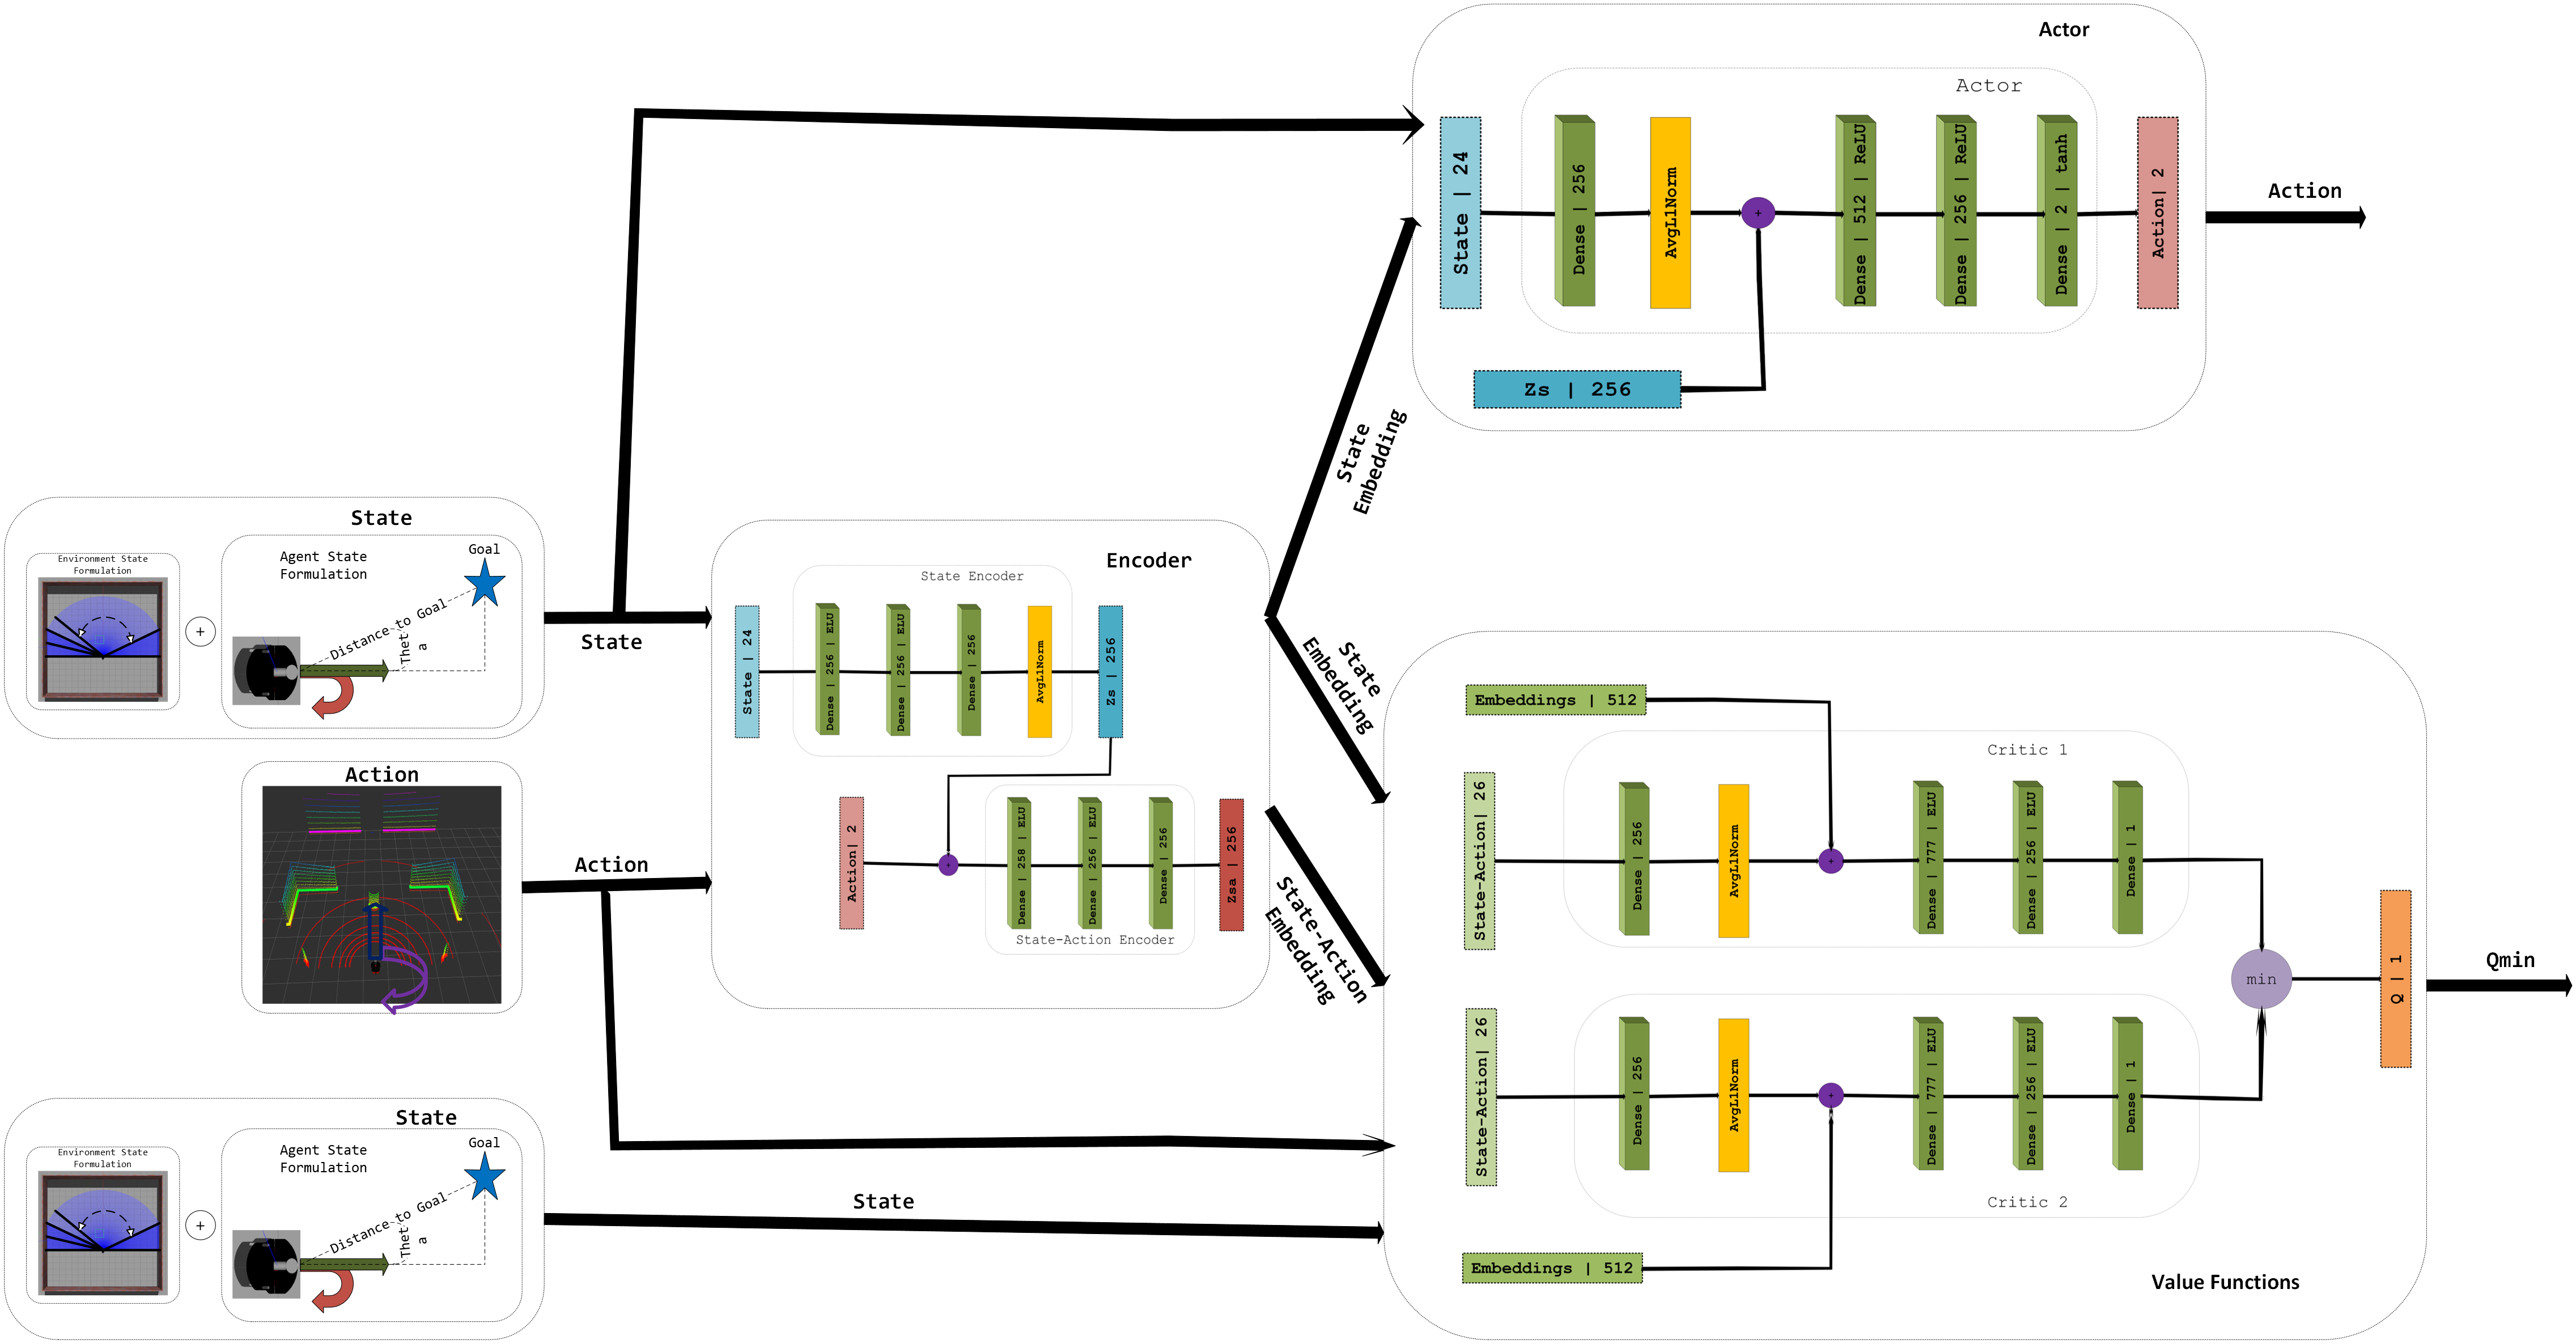 Actor
Actor
State | 24
Dense | 256
AvgL1Norm
+
Dense | 512 | ReLU
Dense | 256 | ReLU
Dense | 2 | tanh
Action| 2
Zs | 256
Action
State
Embedding
State
Environment State
Formulation
+
Agent State
Formulation
Goal
Distance to Goal
Thet
a
State
Action
Action
Encoder
State Encoder
State | 24
Dense | 256 | ELU
Dense | 256 | ELU
Dense | 256
AvgL1Norm
Zs | 256
Action| 2
+
Dense | 258 | ELU
Dense | 256 | ELU
Dense | 256
Zsa | 256
State-Action Encoder
State
Embedding
State-Action
Embedding
Embeddings | 512
Critic 1
State-Action| 26
Dense | 256
AvgL1Norm
+
Dense | 777 | ELU
Dense | 256 | ELU
Dense | 1
min
Q | 1
Qmin
State-Action| 26
Dense | 256
AvgL1Norm
+
Dense | 777 | ELU
Dense | 256 | ELU
Dense | 1
Critic 2
Embeddings | 512
Value Functions
State
Environment State
Formulation
+
Agent State
Formulation
Goal
Distance to Goal
Thet
a
State